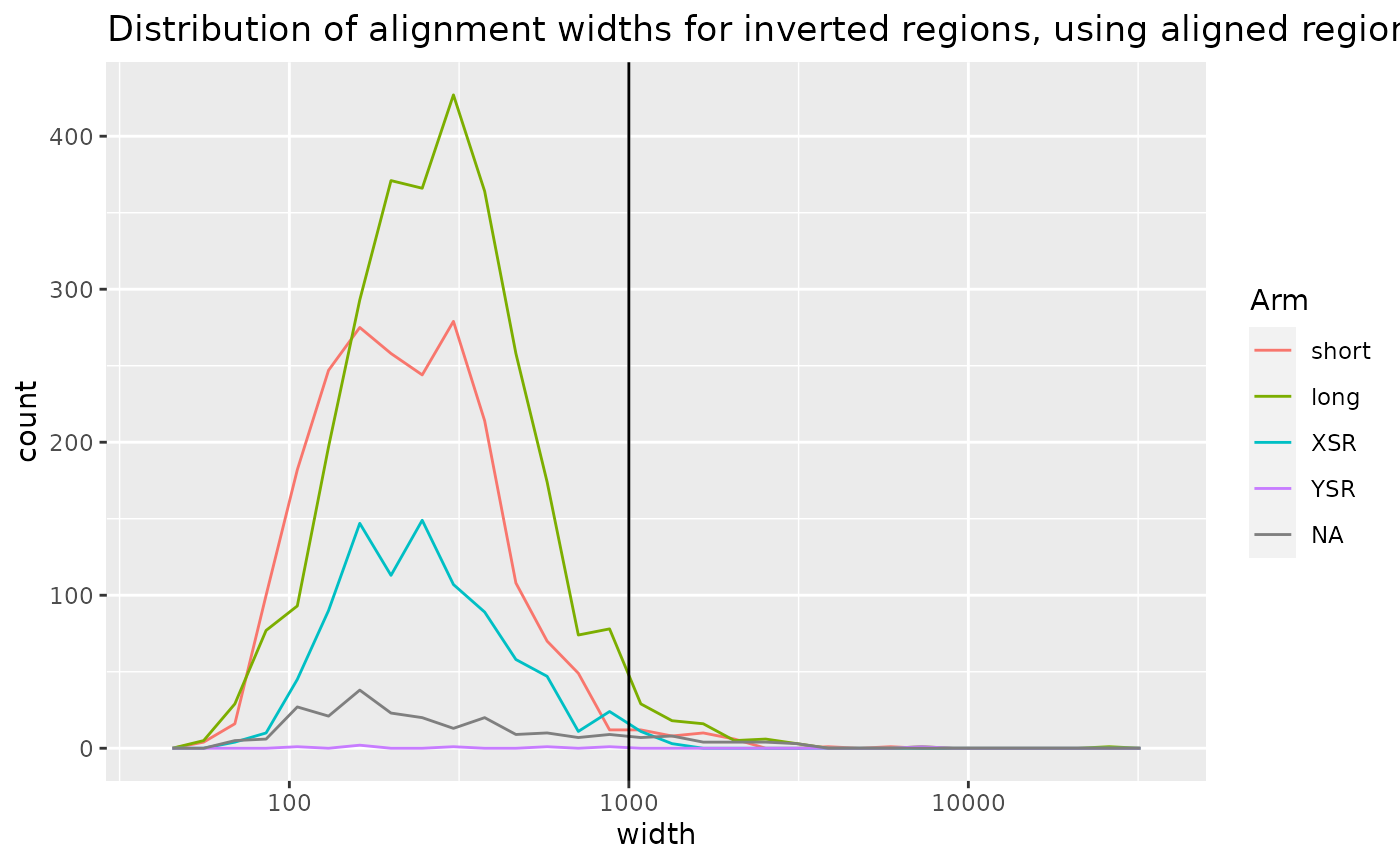 Distribution of alignment widths for inverted regions, using aligned region
400
300
200
100
0
count
100
1000
10000
width
Arm
short
long
XSR
YSR
NA